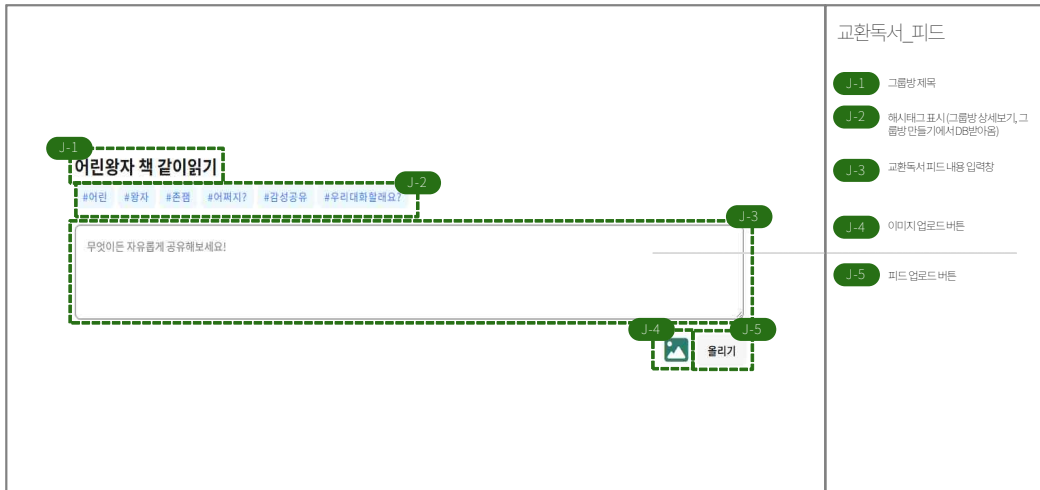 교환독서_피드
J-1 그룹방 제목
J-2 해시태그 표시 (그룹방 상세보기, 그
룹방 만들기에서 DB받아옴)
J-3 교환독서 피드 내용 입력창
J-4 이미지 업로드 버튼
J-5 피드 업로드 버튼
J-1
어린왕자 책 같이읽기
J-2
#어린 #왕자 #존잼 #어쩌지? #감성공유 #우리대화할래요?
J-3
무엇이든 자유롭게 공유해보세요!
J-4 J-5
올리기